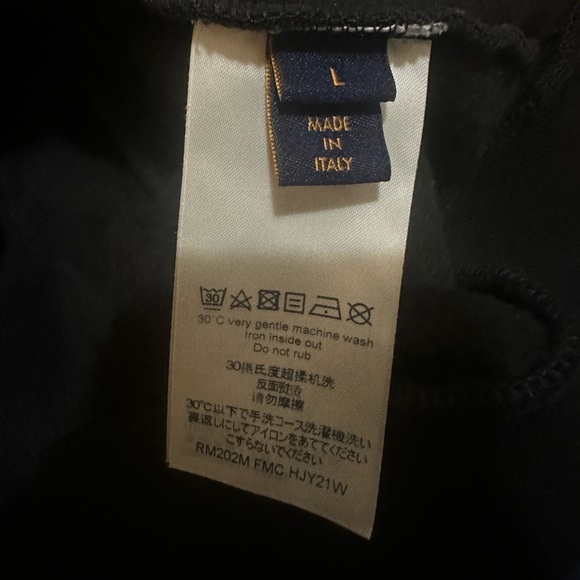 L
MADE
IN
ITALY
30
30°C very gentle machine wash
Iron inside out
Do not rub
30摄氏度超柔机洗
反面熨烫
请勿摩擦
30℃以下で手洗コース洗濯機洗い
裏返しにしてアイロンをあててください
こすらないでください
RM202M FMC HJY21W